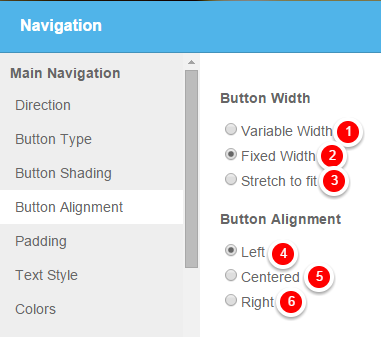 Navigation
Main Navigation
Direction
Button Type
Button Shading
Button Alignment
Padding
Text Style
Colors
Button Width
Variable Width 1
Fixed Width 2
Stretch to fit 3
Button Alignment
Left 4
Centered 5
Right 6